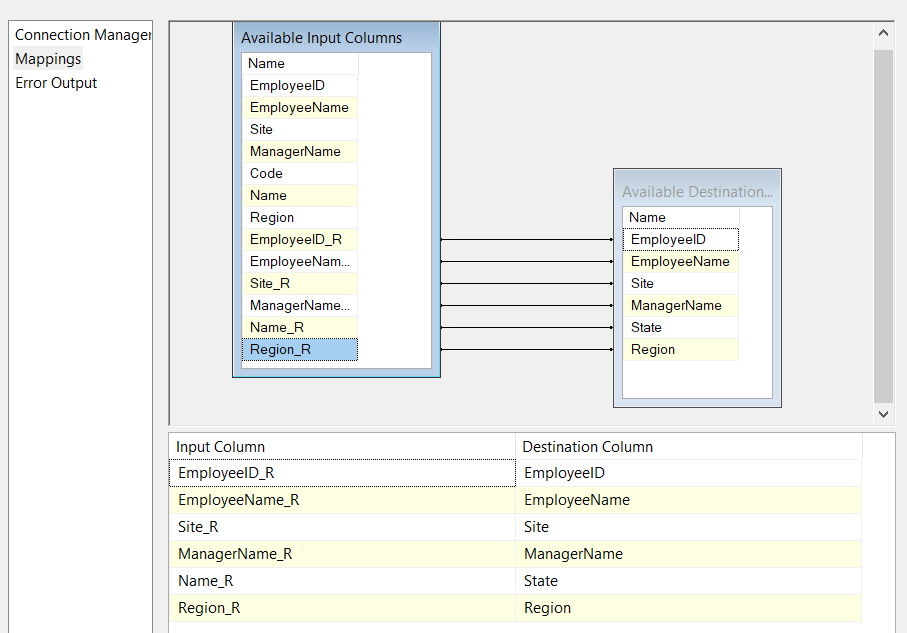 Connection Manager
Mappings
Error Output
Available Input Columns
Name
EmployeeID
EmployeeName
Site
ManagerName
Code
Name
Region
EmployeeID_R
EmployeeNam...
Site_R
ManagerName...
Name_R
Region_R
Available Destination...
Name
EmployeeID
EmployeeName
Site
ManagerName
State
Region
Input Column Destination Column
EmployeeID_R EmployeeID
EmployeeName_R EmployeeName
Site_R Site
ManagerName_R ManagerName
Name_R State
Region_R Region